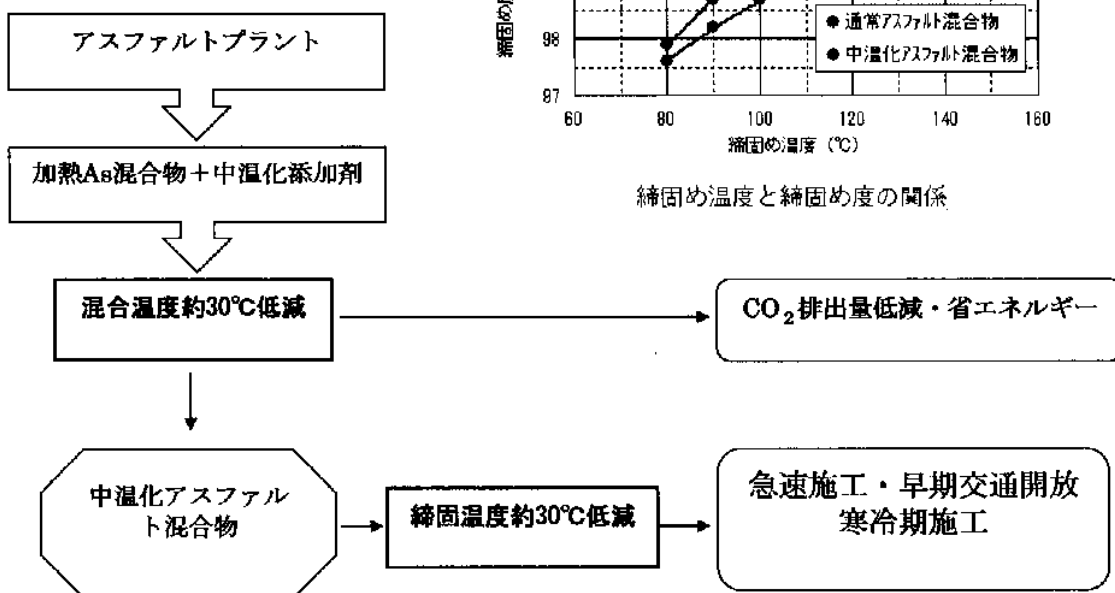 アスファルトプラント
加熱As混合物＋中温化添加剤
混合温度約30℃低減
CO₂排出量低減・省エネルギー
中温化アスファル
ト混合物
締固温度約30℃低減
急速施工・早期交通開放
寒冷期施工
締固め度
98
97
通常アスファルト混合物
中温化アスファルト混合物
60 80 100 120 140 160
締固め温度（℃）
締固め温度と締固め度の関係